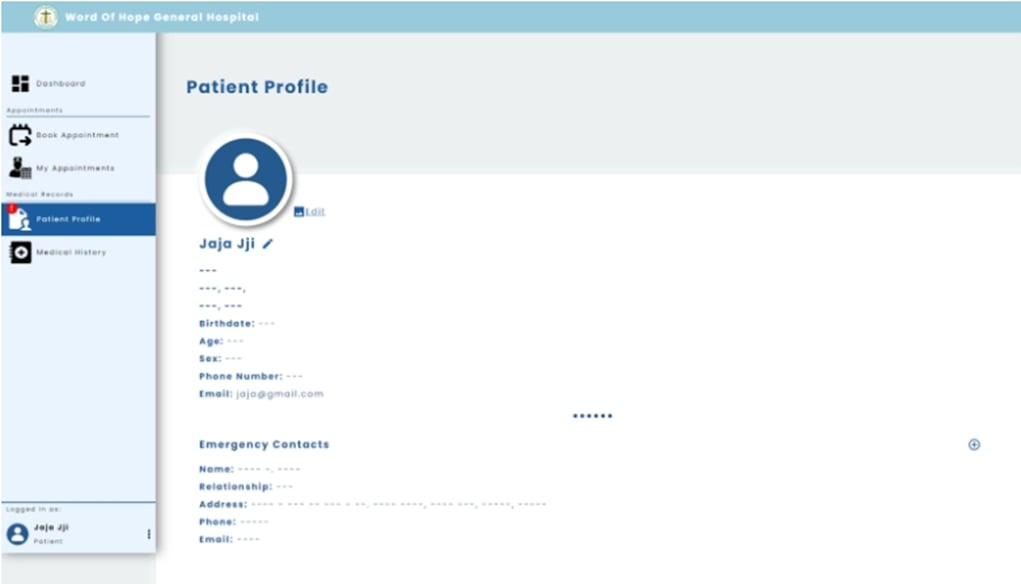 Word Of Hope General Hospital
Dashboard
Appointments
Book Appointment
My Appointments
Medical Records
Patient Profile
Medical History
Logged in as:
Jaja Jji
Patient
Patient Profile
Edit
Jaja Jji
---
---, ---,
---, ---
Birthdate: ---
Age: ---
Sex: ---
Phone Number: ---
Email: jaja@gmail.com
Emergency Contacts
Name: ---- -. ----
Relationship: ---
Address: ---- - --- -- --- - --. ---- ----, ---- ---, -----, -----
Phone: -----
Email: ----